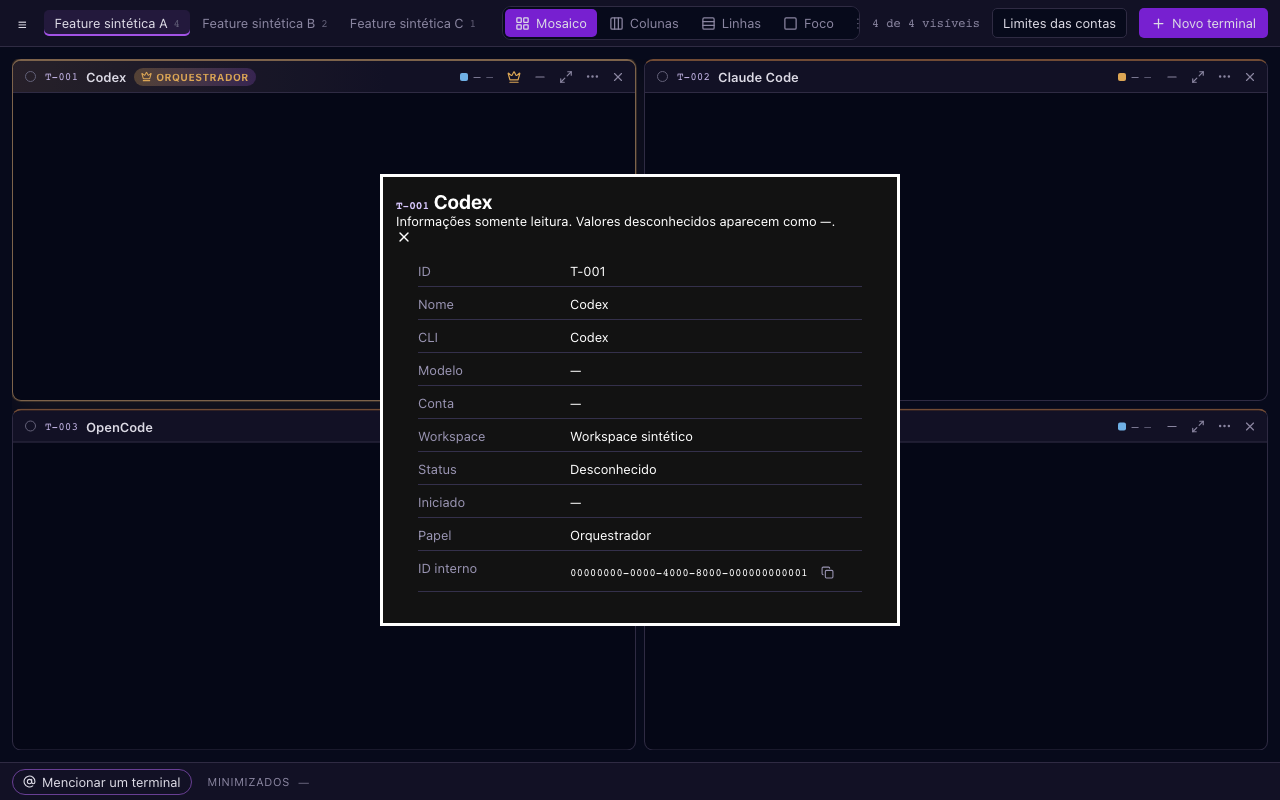 ≡ Feature sintética A 4 Feature sintética B 2 Feature sintética C 1 Mosaico Colunas Linhas Foco 4 de 4 visíveis Limites das contas + Novo terminal
T-001 Codex ORQUESTRADOR — —
T-002 Claude Code — —
T-001 Codex
Informações somente leitura. Valores desconhecidos aparecem como —.
ID T-001
Nome Codex
CLI Codex
Modelo —
Conta —
Workspace Workspace sintético
Status Desconhecido
Iniciado —
Papel Orquestrador
ID interno 00000000-0000-4000-8000-000000000001
T-003 OpenCode
— —
@ Mencionar um terminal MINIMIZADOS —